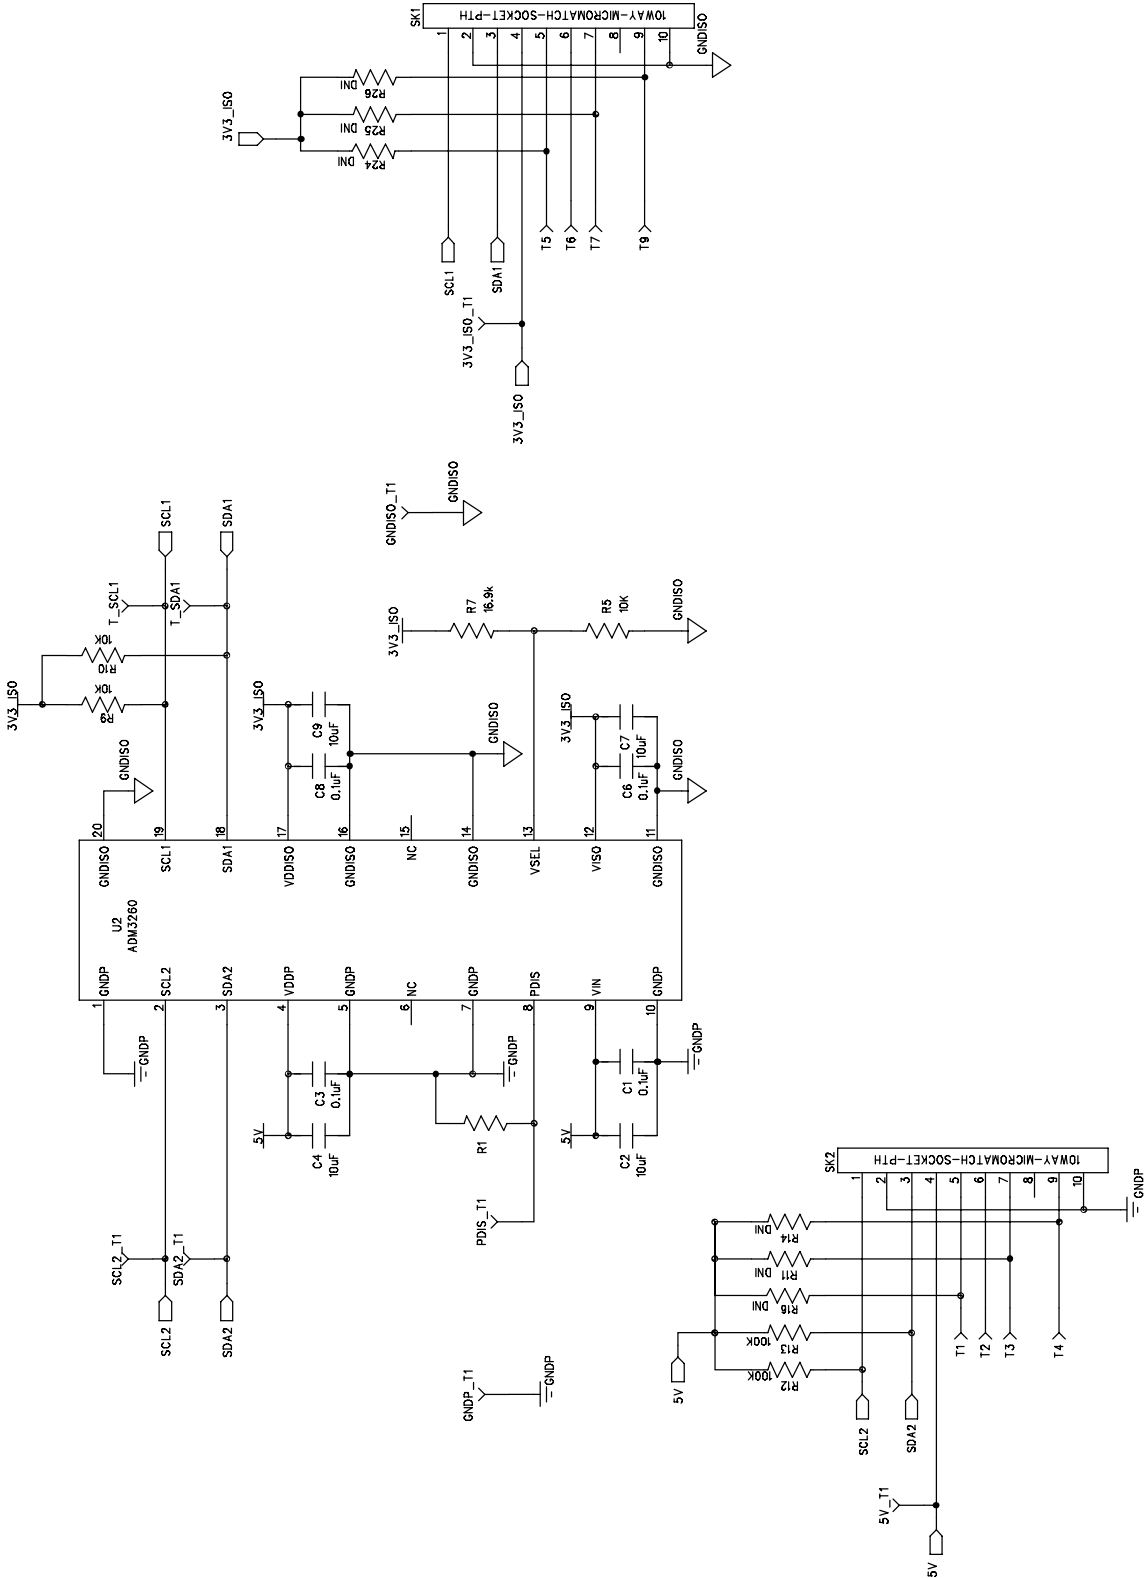 SK1
10WAY-MICROMATCH-SOCKET-PTH
1
2
3
4
5
6
7
8
9
10
GNDISO
3V3_ISO
DNI
R26
DNI
R25
DNI
R24
SCL1
SDA1
T5
T6
T7
T9
3V3_ISO_T1
3V3_ISO
GNDISO_T1
GNDISO
SCL1
SDA1
T_SCL1
T_SDA1
3V3_ISO
R10
10K
R9
10K
GNDISO
3V3_ISO
C9
10uF
C8
0.1uF
GNDISO
3V3_ISO
R7
16.9k
R5
10K
GNDISO
3V3_ISO
C7
10uF
C6
0.1uF
GNDISO
20
19
18
17
16
15
14
13
12
11
GNDISO
SCL1
SDA1
VDDISO
GNDISO
NC
GNDISO
VSEL
VISO
GNDISO
U2
ADM3260
GNDP
SCL2
SDA2
VDDP
GNDP
NC
GNDP
PDIS
VIN
GNDP
1
2
3
4
5
6
7
8
9
10
GNDP
C3
0.1uF
5V
C4
10uF
GNDP
R1
PDIS_T1
C1
0.1uF
5V
C2
10uF
GNDP
SCL2_T1
SDA2_T1
SCL2
SDA2
GNDP_T1
GNDP
SK2
10WAY-MICROMATCH-SOCKET-PTH
1
2
3
4
5
6
7
8
9
10
GNDP
DNI
R14
DNI
R11
DNI
R16
100K
R13
100K
R12
5V
T1
T2
T3
T4
SCL2
SDA2
5V_T1
5V